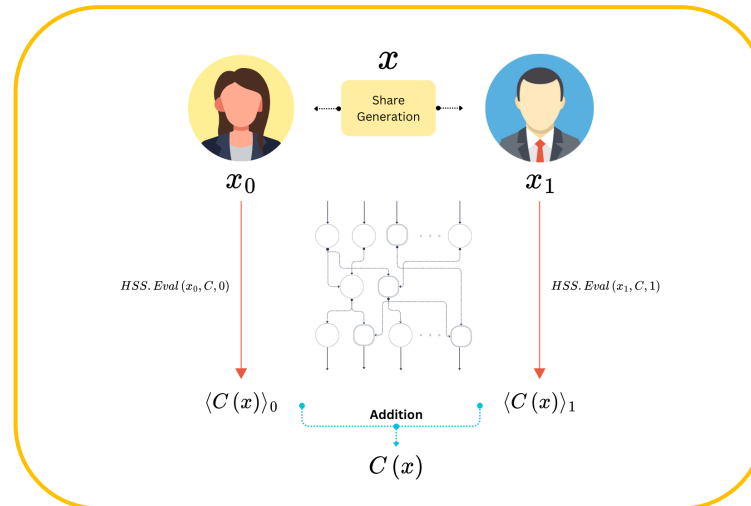 x
Share
Generation
x_0
x_1
HSS.Eval(x_0, C, 0)
HSS.Eval(x_1, C, 1)
⟨C(x)⟩_0
Addition
⟨C(x)⟩_1
C(x)